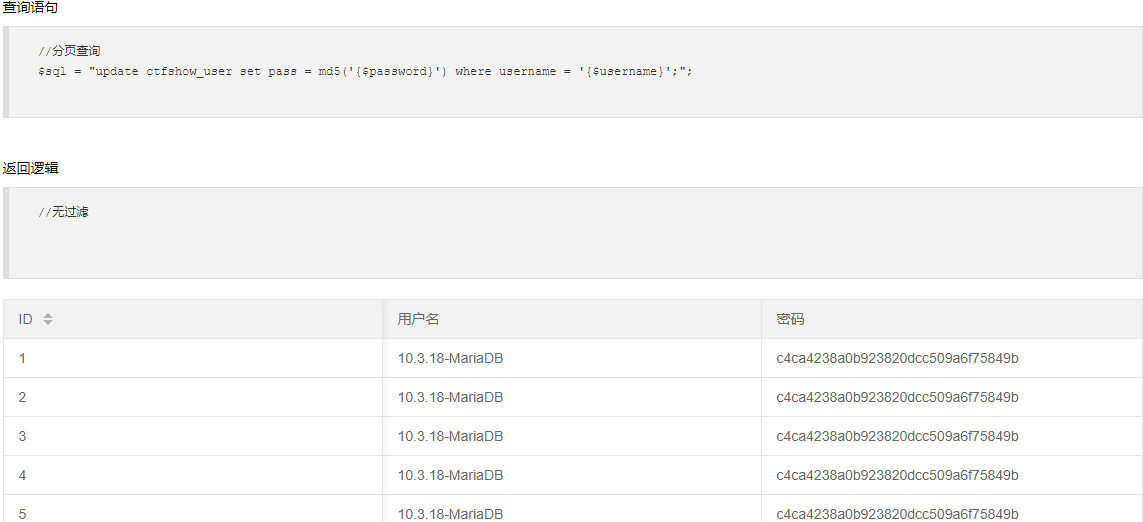 查询语句
//分页查询
$sql = "update ctfshow_user set pass = md5('{$password}') where username = '{$username}';";
返回逻辑
//无过滤
ID 用户名 密码
1 10.3.18-MariaDB c4ca4238a0b923820dcc509a6f75849b
2 10.3.18-MariaDB c4ca4238a0b923820dcc509a6f75849b
3 10.3.18-MariaDB c4ca4238a0b923820dcc509a6f75849b
4 10.3.18-MariaDB c4ca4238a0b923820dcc509a6f75849b
5 10.3.18-MariaDB c4ca4238a0b923820dcc509a6f75849b